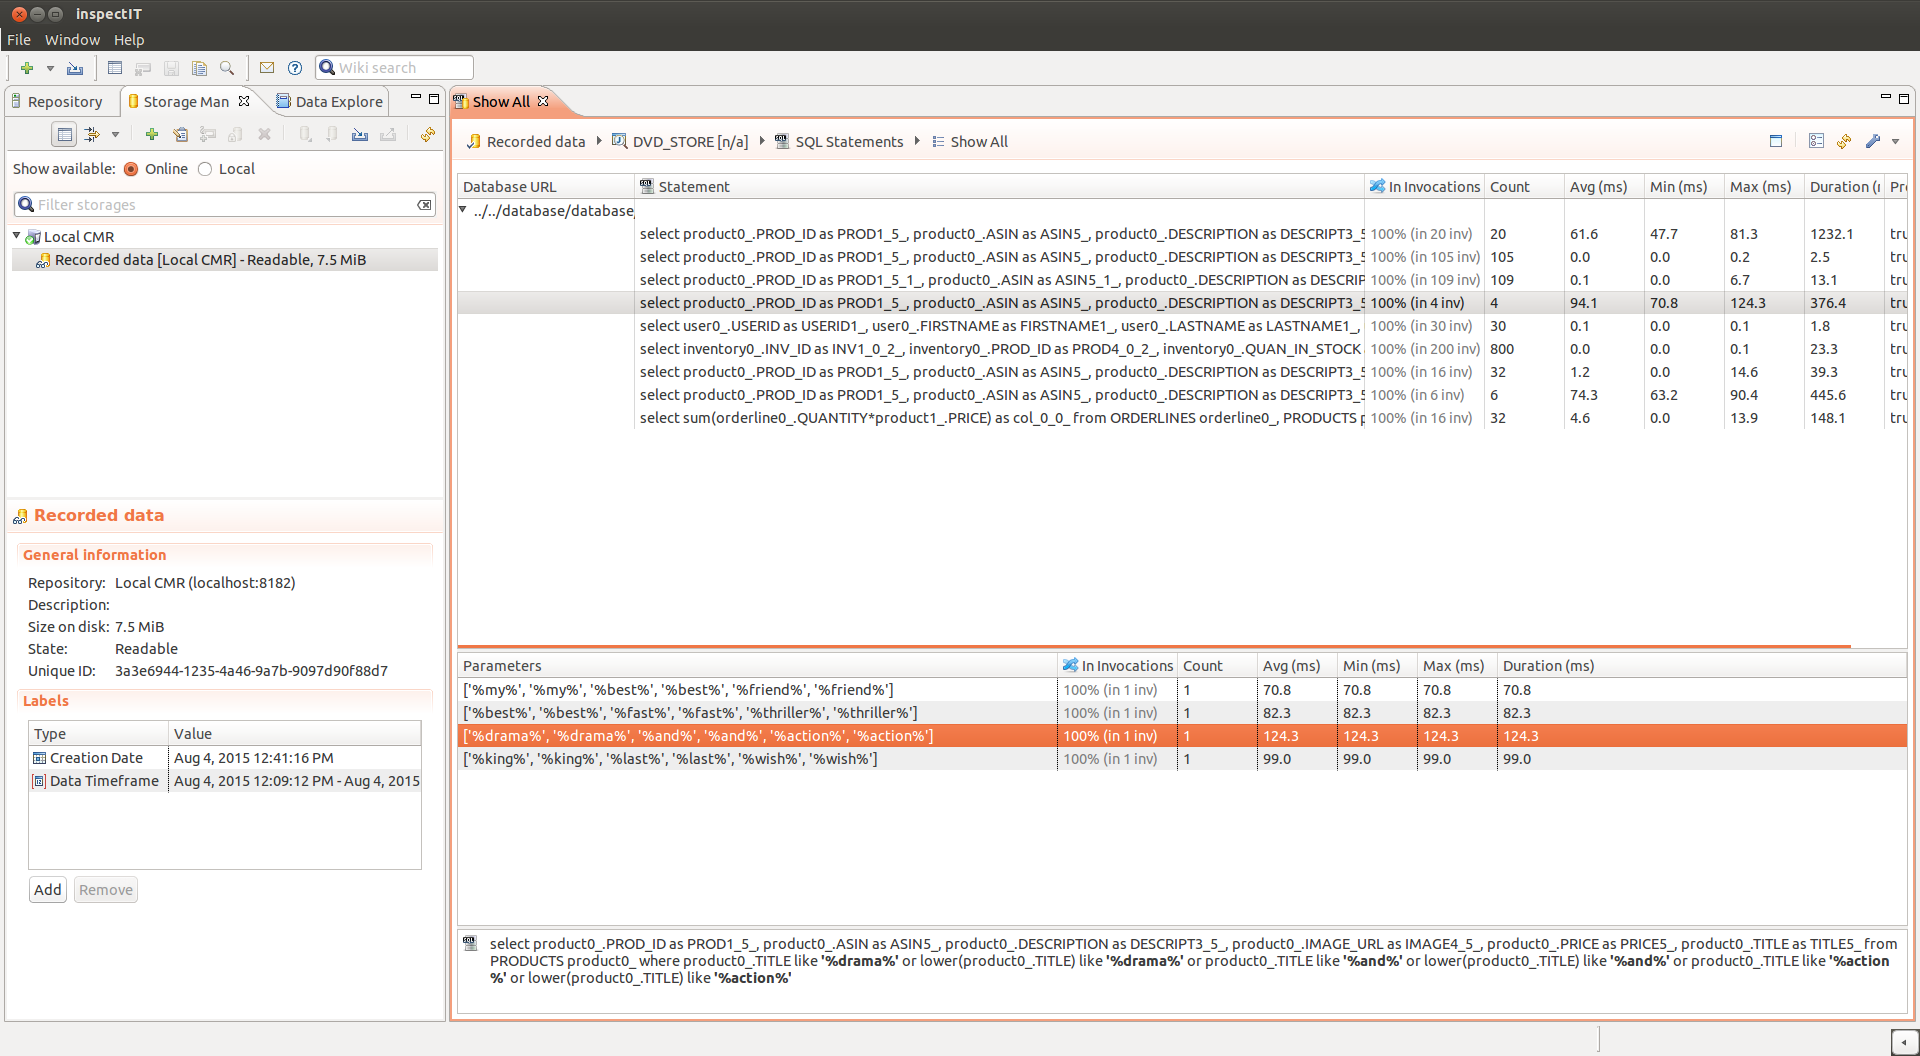 inspectIT
File Window Help
Wiki search
Repository
Storage Man
Data Explore
Show available: Online Local
Filter storages
Local CMR
Recorded data [Local CMR] - Readable, 7.5 MiB
Recorded data
General information
Repository: Local CMR (localhost:8182)
Description:
Size on disk: 7.5 MiB
State: Readable
Unique ID: 3a3e6944-1235-4a46-9a7b-9097d90f88d7
Labels
Type Value
Creation Date Aug 4, 2015 12:41:16 PM
Data Timeframe Aug 4, 2015 12:09:12 PM - Aug 4, 2015
Add Remove
Show All
Recorded data DVD_STORE [n/a] SQL Statements Show All
Database URL Statement In Invocations Count Avg (ms) Min (ms) Max (ms) Duration (
../../database/database
select product0_.PROD_ID as PROD1_5_, product0_.ASIN as ASIN5_, product0_.DESCRIPTION as DESCRIPT3_5 100% (in 20 inv) 20 61.6 47.7 81.3 1232.1 tru
select product0_.PROD_ID as PROD1_5_, product0_.ASIN as ASIN5_, product0_.DESCRIPTION as DESCRIPT3_5 100% (in 105 inv) 105 0.0 0.0 0.2 2.5 tru
select product0_.PROD_ID as PROD1_5_1_, product0_.ASIN as ASIN5_1_, product0_.DESCRIPTION as DESCRIP 100% (in 109 inv) 109 0.1 0.0 6.7 13.1 tru
select product0_.PROD_ID as PROD1_5_, product0_.ASIN as ASIN5_, product0_.DESCRIPTION as DESCRIPT3_5 100% (in 4 inv) 4 94.1 70.8 124.3 376.4 tru
select user0_.USERID as USERID1_, user0_.FIRSTNAME as FIRSTNAME1_, user0_.LASTNAME as LASTNAME1_, 100% (in 30 inv) 30 0.1 0.0 0.1 1.8 tru
select inventory0_.INV_ID as INV1_0_2_, inventory0_.PROD_ID as PROD4_0_2_, inventory0_.QUAN_IN_STOCK 100% (in 200 inv) 800 0.0 0.0 0.1 23.3 tru
select product0_.PROD_ID as PROD1_5_, product0_.ASIN as ASIN5_, product0_.DESCRIPTION as DESCRIPT3_5 100% (in 16 inv) 32 1.2 0.0 14.6 39.3 tru
select product0_.PROD_ID as PROD1_5_, product0_.ASIN as ASIN5_, product0_.DESCRIPTION as DESCRIPT3_5 100% (in 6 inv) 6 74.3 63.2 90.4 445.6 tru
select sum(orderline0_.QUANTITY*product1_.PRICE) as col_0_0_ from ORDERLINES orderline0_, PRODUCTS p 100% (in 16 inv) 32 4.6 0.0 13.9 148.1 tru
Parameters In Invocations Count Avg (ms) Min (ms) Max (ms) Duration (ms)
['%my%', '%my%', '%best%', '%best%', '%friend%', '%friend%'] 100% (in 1 inv) 1 70.8 70.8 70.8 70.8
['%best%', '%best%', '%fast%', '%fast%', '%thriller%', '%thriller%'] 100% (in 1 inv) 1 82.3 82.3 82.3 82.3
['%drama%', '%drama%', '%and%', '%and%', '%action%', '%action%'] 100% (in 1 inv) 1 124.3 124.3 124.3 124.3
['%king%', '%king%', '%last%', '%last%', '%wish%', '%wish%'] 100% (in 1 inv) 1 99.0 99.0 99.0 99.0
select product0_.PROD_ID as PROD1_5_, product0_.ASIN as ASIN5_, product0_.DESCRIPTION as DESCRIPT3_5_, product0_.IMAGE_URL as IMAGE4_5_, product0_.PRICE as PRICE5_, product0_.TITLE as TITLE5_ from
PRODUCTS product0_ where product0_.TITLE like '%drama%' or lower(product0_.TITLE) like '%drama%' or product0_.TITLE like '%and%' or lower(product0_.TITLE) like '%and%' or product0_.TITLE like '%action
%' or lower(product0_.TITLE) like '%action%'